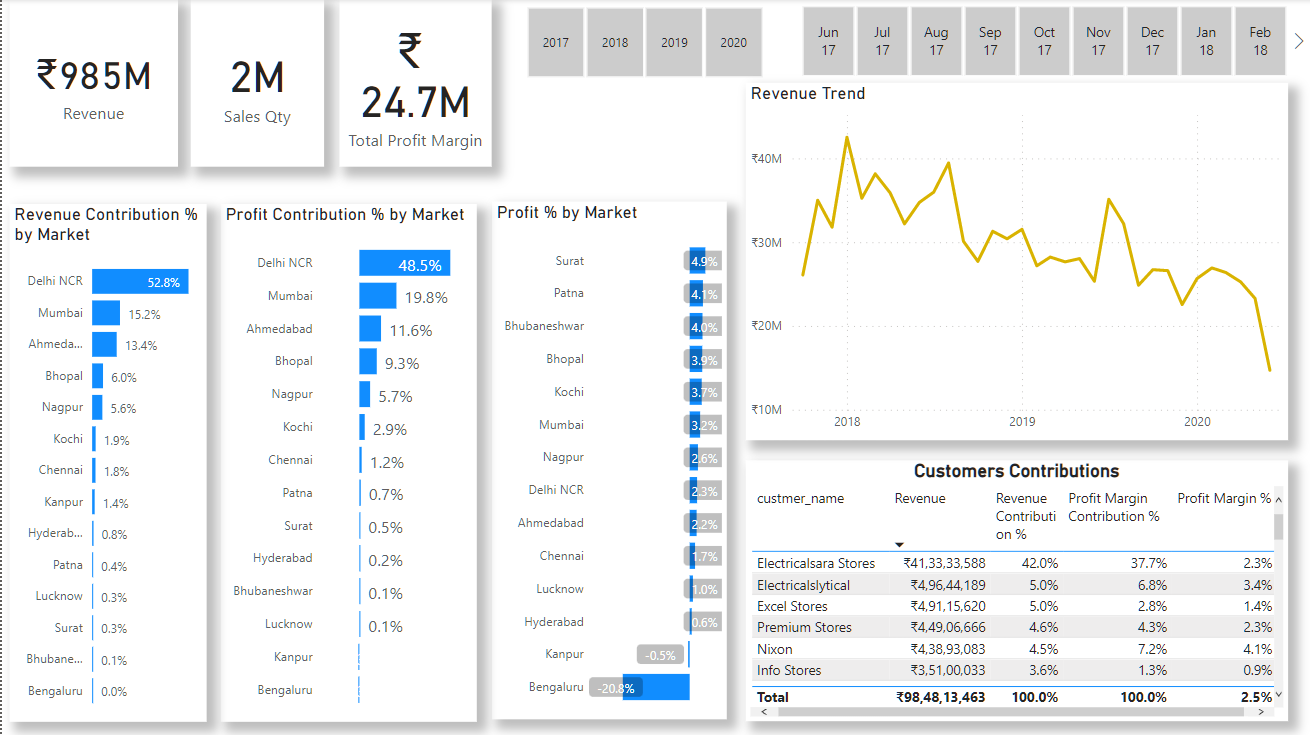 ₹985M
Revenue
2M
Sales Qty
₹
24.7M
Total Profit Margin
2017
2018
2019
2020
Jun
17
Jul
17
Aug
17
Sep
17
Oct
17
Nov
17
Dec
17
Jan
18
Feb
18
Revenue Contribution %
by Market
Delhi NCR 52.8%
Mumbai 15.2%
Ahmeda... 13.4%
Bhopal 6.0%
Nagpur 5.6%
Kochi 1.9%
Chennai 1.8%
Kanpur 1.4%
Hyderab... 0.8%
Patna 0.4%
Lucknow 0.3%
Surat 0.3%
Bhubane... 0.1%
Bengaluru 0.0%
Profit Contribution % by Market
Delhi NCR 48.5%
Mumbai 19.8%
Ahmedabad 11.6%
Bhopal 9.3%
Nagpur 5.7%
Kochi 2.9%
Chennai 1.2%
Patna 0.7%
Surat 0.5%
Hyderabad 0.2%
Bhubaneshwar 0.1%
Lucknow 0.1%
Kanpur
Bengaluru
Profit % by Market
Surat 4.9%
Patna 4.1%
Bhubaneshwar 4.0%
Bhopal 3.9%
Kochi 3.7%
Mumbai 3.2%
Nagpur 2.6%
Delhi NCR 2.3%
Ahmedabad 2.2%
Chennai 1.7%
Lucknow 1.0%
Hyderabad 0.6%
Kanpur -0.5%
Bengaluru -20.8%
Revenue Trend
₹40M
₹30M
₹20M
₹10M
2018 2019 2020
Customers Contributions
custmer_name Revenue Revenue Profit Margin Profit Margin %
Contributi Contribution %
on %
Electricalsara Stores ₹41,33,33,588 42.0% 37.7% 2.3%
Electricalslytical ₹4,96,44,189 5.0% 6.8% 3.4%
Excel Stores ₹4,91,15,620 5.0% 2.8% 1.4%
Premium Stores ₹4,49,06,666 4.6% 4.3% 2.3%
Nixon ₹4,38,93,083 4.5% 7.2% 4.1%
Info Stores ₹3,51,00,033 3.6% 1.3% 0.9%
Total ₹98,48,13,463 100.0% 100.0% 2.5%